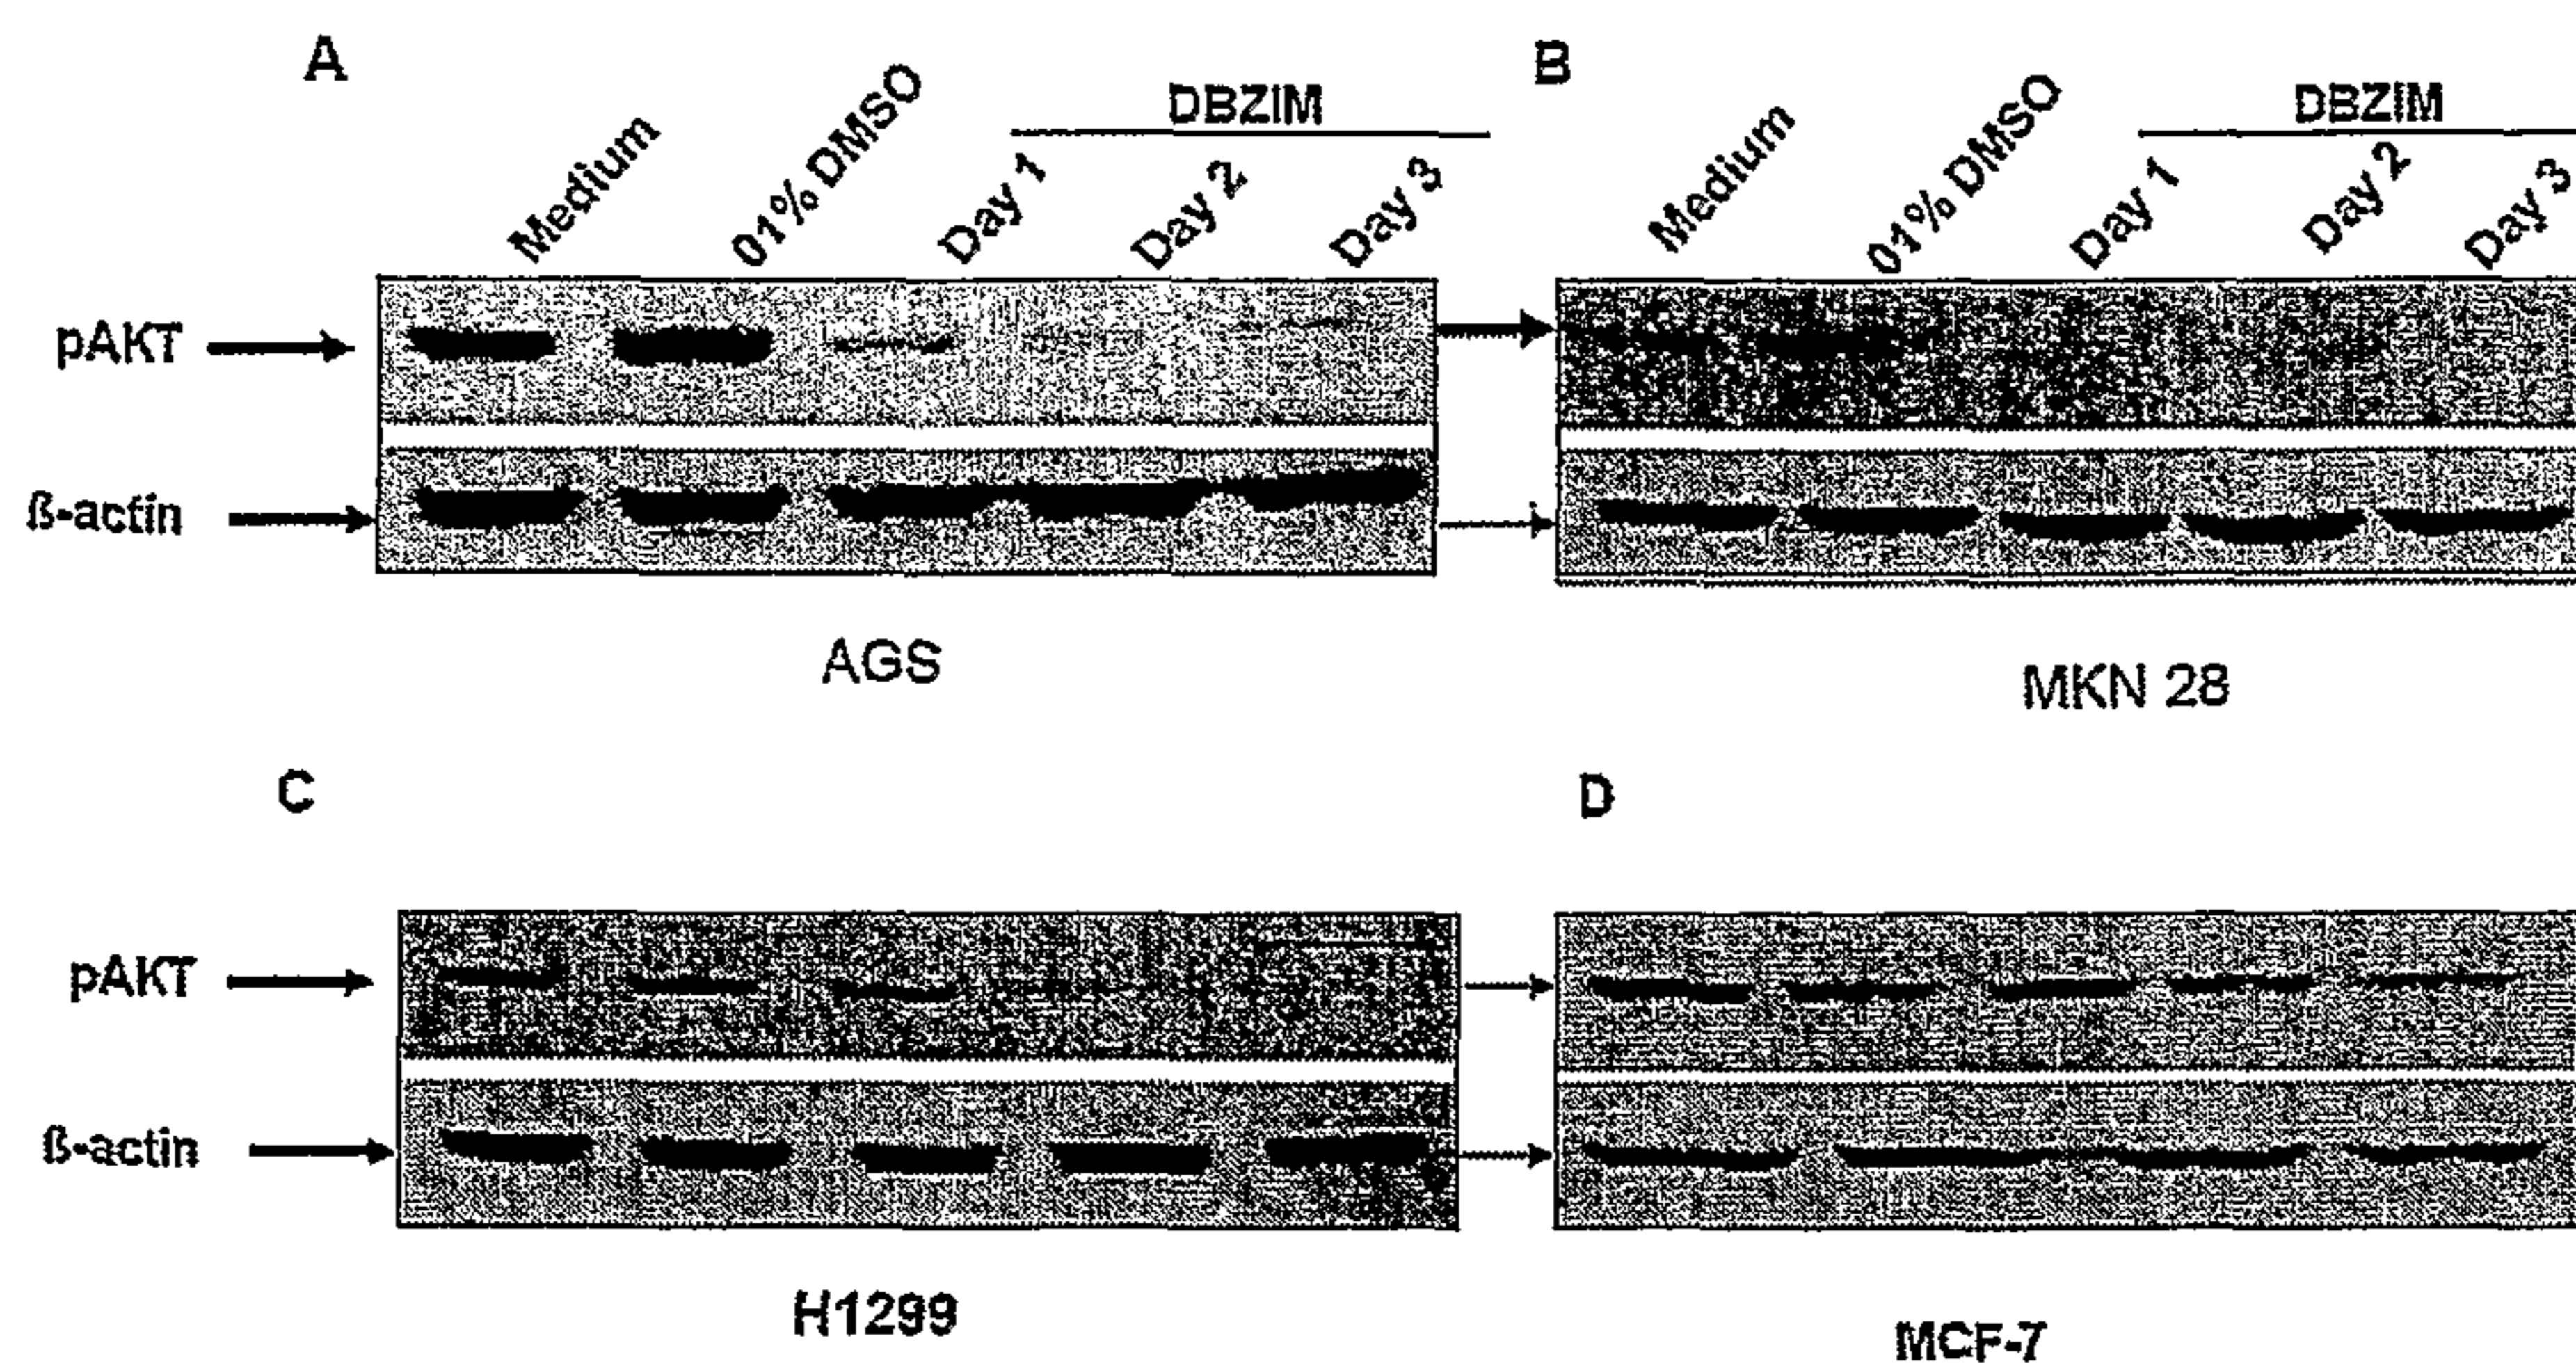 A
B
Medium
01% DMSO
DBZIM
Day 1
Day 2
Day 3
Medium
01% DMSO
DBZIM
Day 1
Day 2
Day 3
pAKT
ß-actin
AGS
MKN 28
C
D
pAKT
ß-actin
H1299
MCF-7